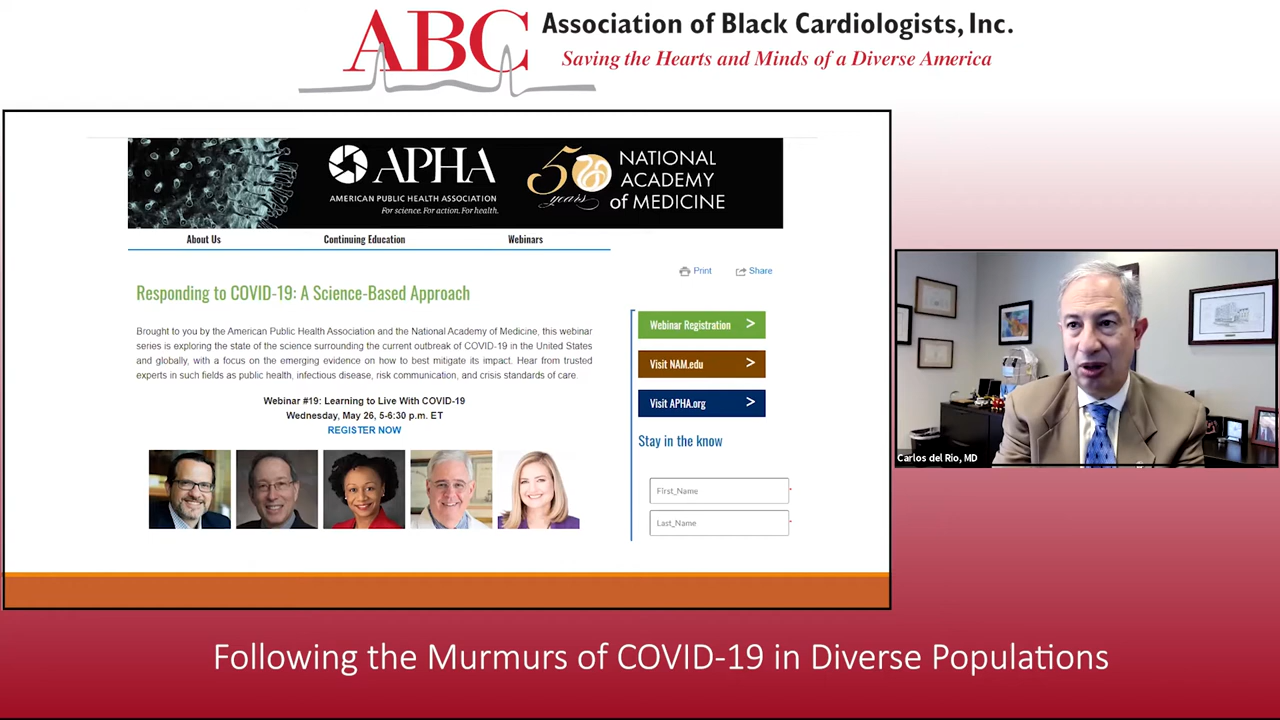 ABC
Association of Black Cardiologists, Inc.
Saving the Hearts and Minds of a Diverse America
APHA
AMERICAN PUBLIC HEALTH ASSOCIATION
For science. For action. For health.
50
years
NATIONAL
ACADEMY
of MEDICINE
About Us
Continuing Education
Webinars
Print
Share
Responding to COVID-19: A Science-Based Approach
Brought to you by the American Public Health Association and the National Academy of Medicine, this webinar
series is exploring the state of the science surrounding the current outbreak of COVID-19 in the United States
and globally, with a focus on the emerging evidence on how to best mitigate its impact. Hear from trusted
experts in such fields as public health, infectious disease, risk communication, and crisis standards of care.
Webinar #19: Learning to Live With COVID-19
Wednesday, May 26, 5-6:30 p.m. ET
REGISTER NOW
Webinar Registration >
Visit NAM.edu >
Visit APHA.org >
Stay in the know
First_Name
*
Last_Name
*
Carlos del Rio, MD
Following the Murmurs of COVID-19 in Diverse Populations